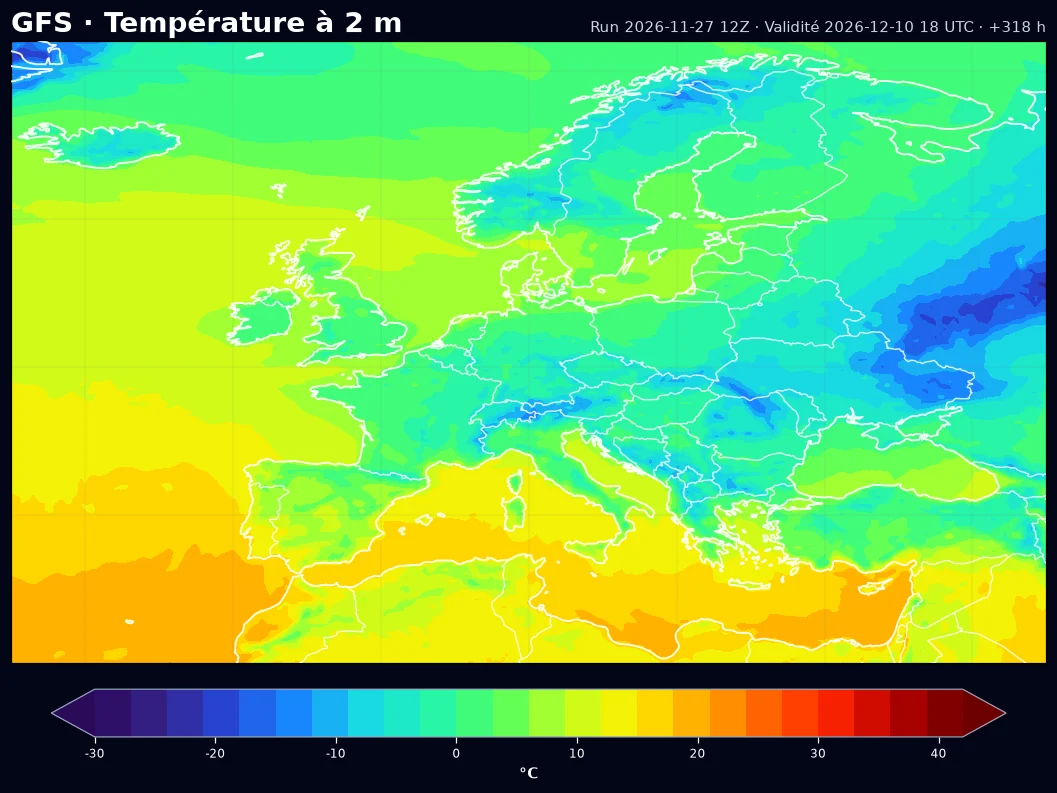 GFS · Température à 2 m
Run 2026-11-27 12Z · Validité 2026-12-10 18 UTC · +318 h
-30 -20 -10 0 10 20 30 40
°C